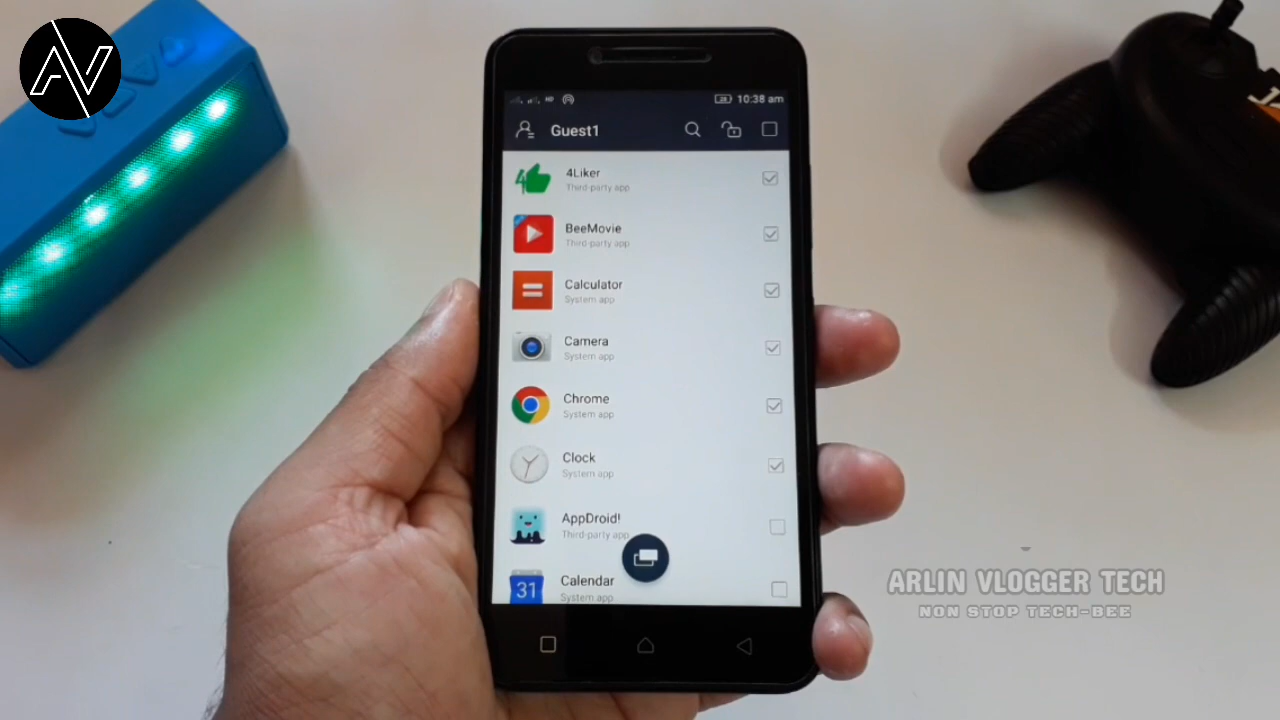 AV
10:38 am
Guest1
4Liker
Third-party app
BeeMovie
Third-party app
Calculator
System app
Camera
System app
Chrome
System app
Clock
System app
AppDroid!
Third-party app
31
Calendar
System app
ARLIN VLOGGER TECH
NON STOP TECH-BEE